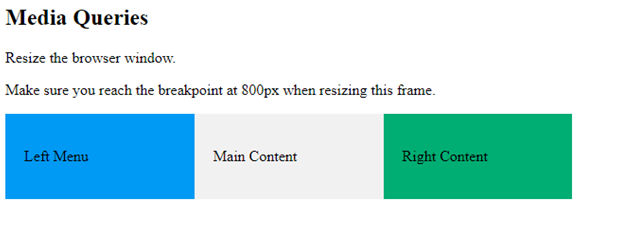 Media Queries
Resize the browser window.
Make sure you reach the breakpoint at 800px when resizing this frame.
Left Menu
Main Content
Right Content